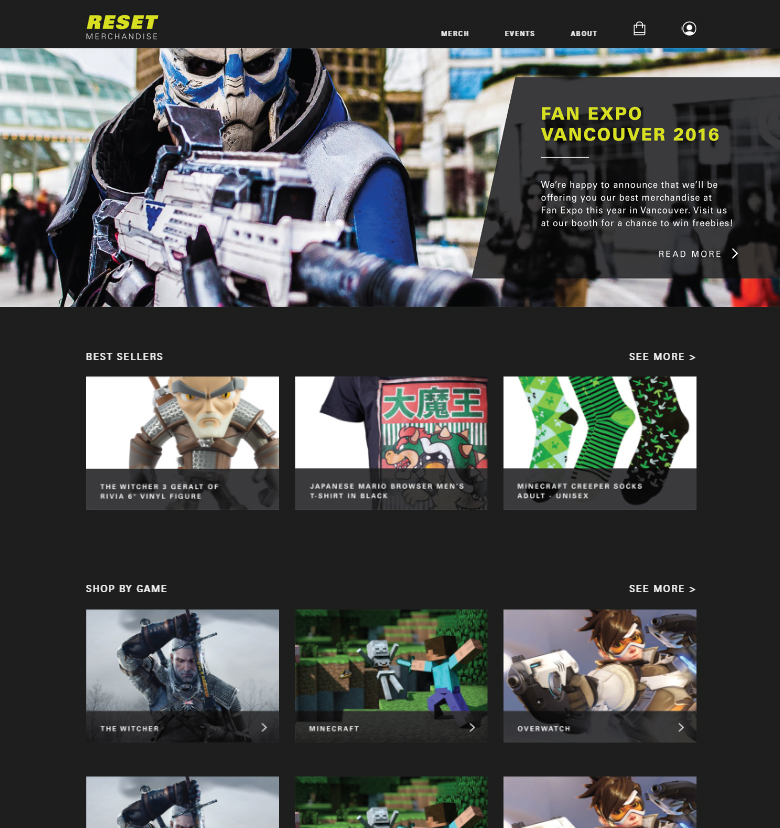 RESET
MERCHANDISE
MERCH
EVENTS
ABOUT
FAN EXPO
VANCOUVER 2016
We're happy to announce that we'll be
offering you our best merchandise at
Fan Expo this year in Vancouver. Visit us
at our booth for a chance to win freebies!
READ MORE
BEST SELLERS
SEE MORE >
大魔王
THE WITCHER 3 GERALT OF
RIVIA 6" VINYL FIGURE
JAPANESE MARIO BROWSER MEN'S
T-SHIRT IN BLACK
MINECRAFT CREEPER SOCKS
ADULT - UNISEX
SHOP BY GAME
SEE MORE >
THE WITCHER
MINECRAFT
OVERWATCH